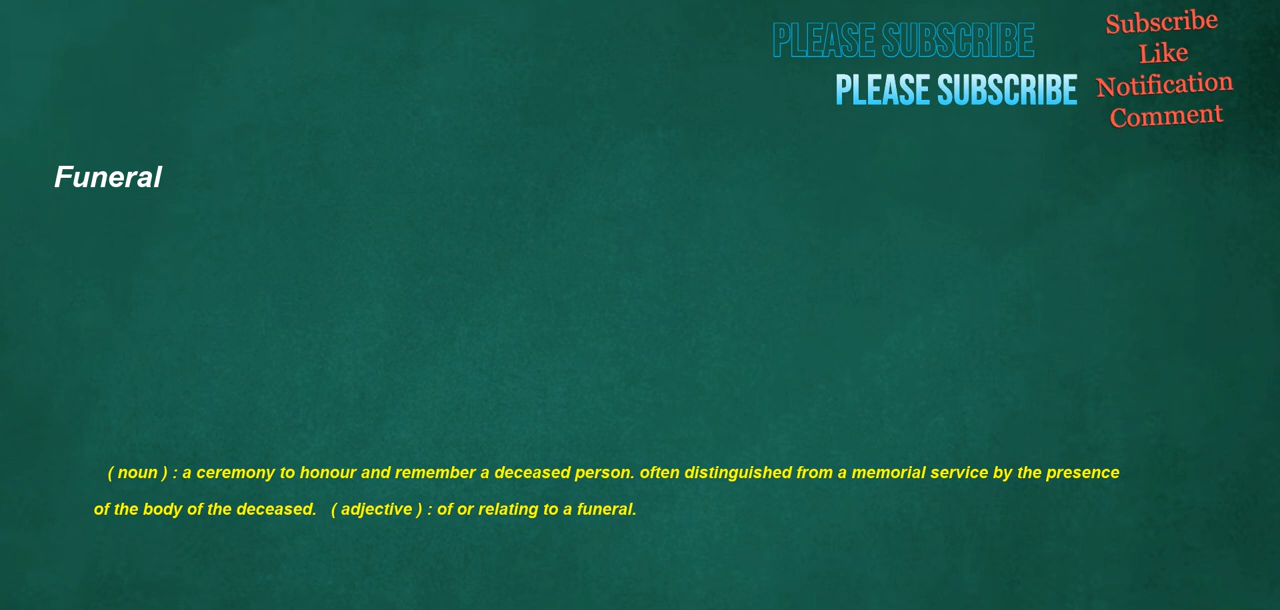 PLEASE SUBSCRIBE
PLEASE SUBSCRIBE
Subscribe
Like
Notification
Comment
Funeral
( noun ) : a ceremony to honour and remember a deceased person. often distinguished from a memorial service by the presence
of the body of the deceased. ( adjective ) : of or relating to a funeral.